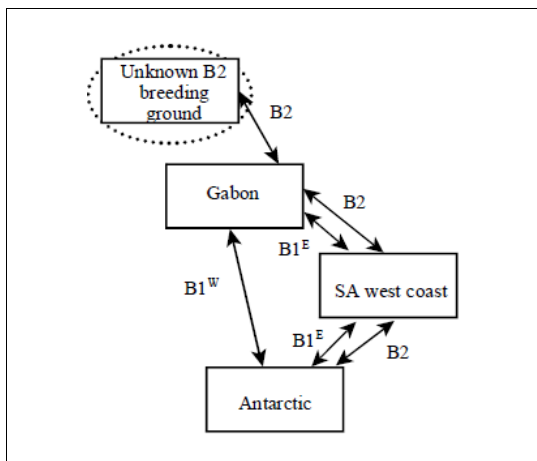 Unknown B2
breeding
ground
B2
Gabon
B2
B1ᴱ
B1ᵂ
SA west coast
B1ᴱ
B2
Antarctic